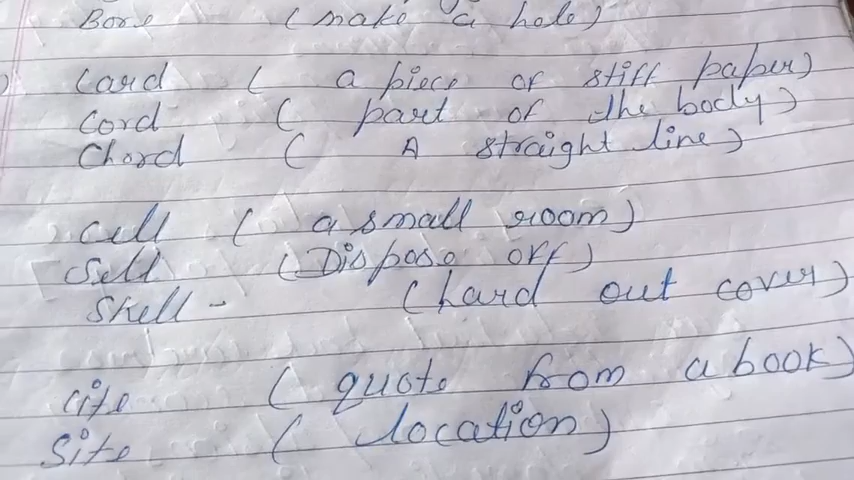 Bore (make a hole)
Card ( a piece of stiff paper)
Cord ( part of the body)
Chord ( A straight line)
Cell ( a small room)
Sell (Dispose off)
Shell - (hard out cover)
Cite ( quote from a book)
Site ( location)